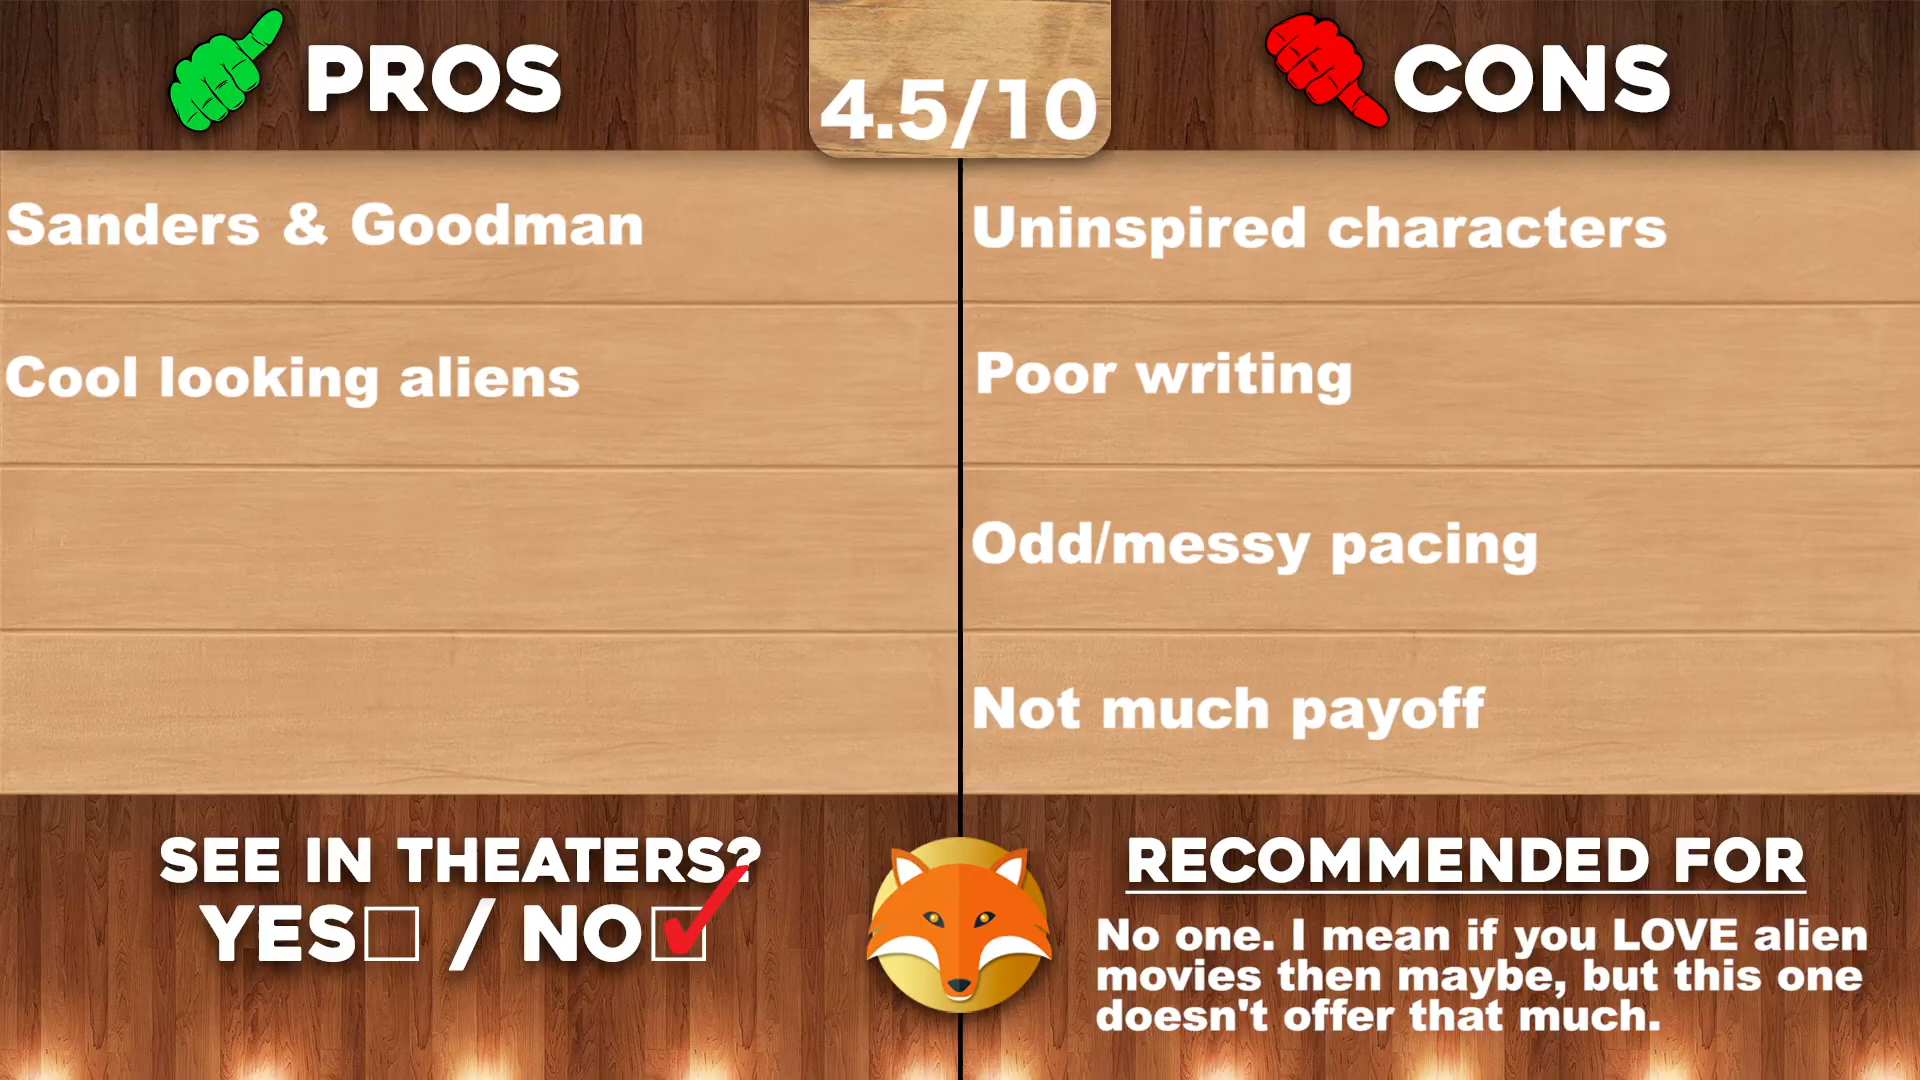 PROS
4.5/10
CONS
Sanders & Goodman
Cool looking aliens
Uninspired characters
Poor writing
Odd/messy pacing
Not much payoff
SEE IN THEATERS?
YES / NO
RECOMMENDED FOR
No one. I mean if you LOVE alien
movies then maybe, but this one
doesn't offer that much.